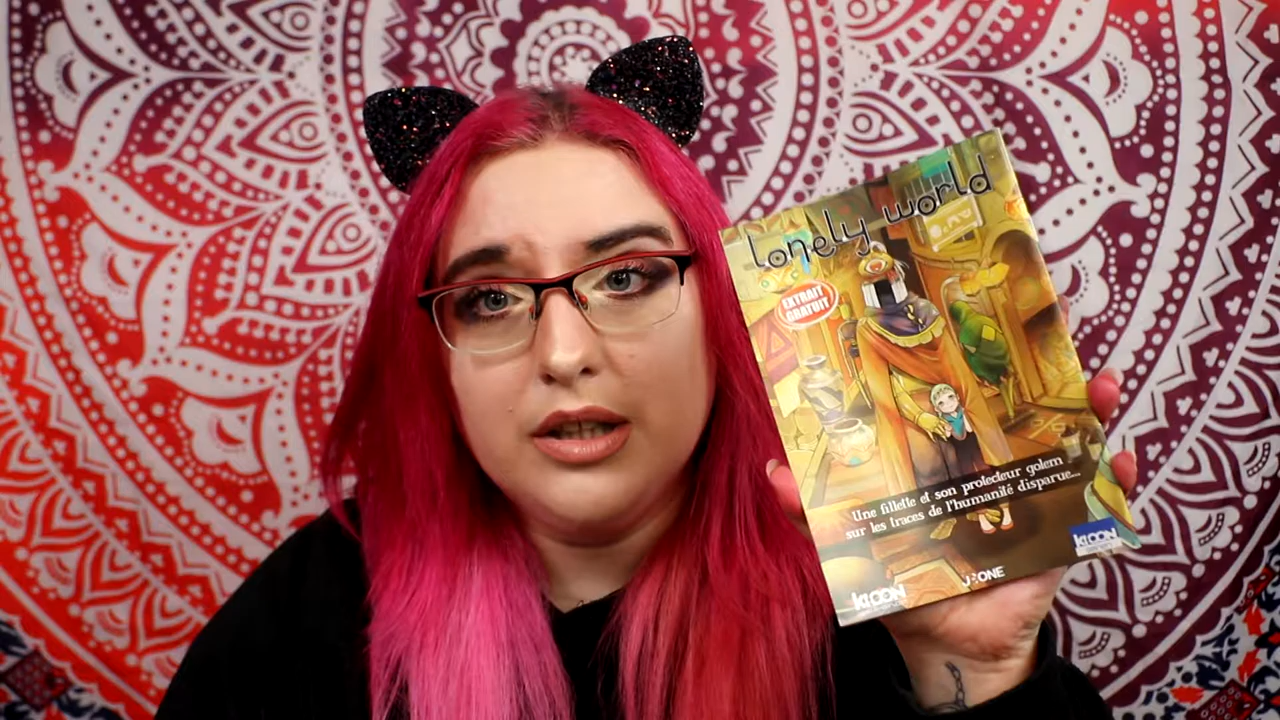 lonely world
EXTRAIT
GRATUIT
Une fillette et son protecteur golem
sur les traces de l'humanité disparue...
KI-OON
KI-OON
J-ONE